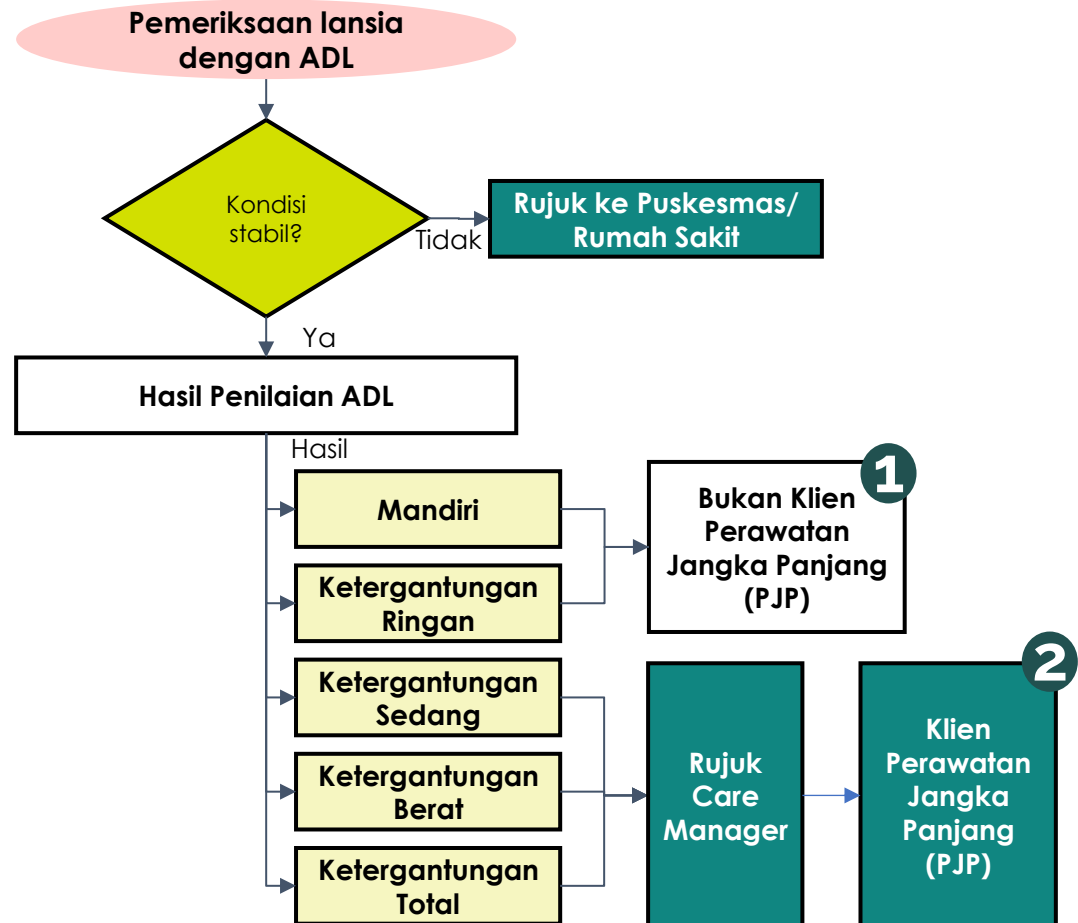 Pemeriksaan lansia
dengan ADL
Kondisi
stabil?
Tidak
Rujuk ke Puskesmas/
Rumah Sakit
Ya
Hasil Penilaian ADL
Hasil
Mandiri
Ketergantungan
Ringan
Ketergantungan
Sedang
Ketergantungan
Berat
Ketergantungan
Total
1
Bukan Klien
Perawatan
Jangka Panjang
(PJP)
Rujuk
Care
Manager
2
Klien
Perawatan
Jangka
Panjang
(PJP)